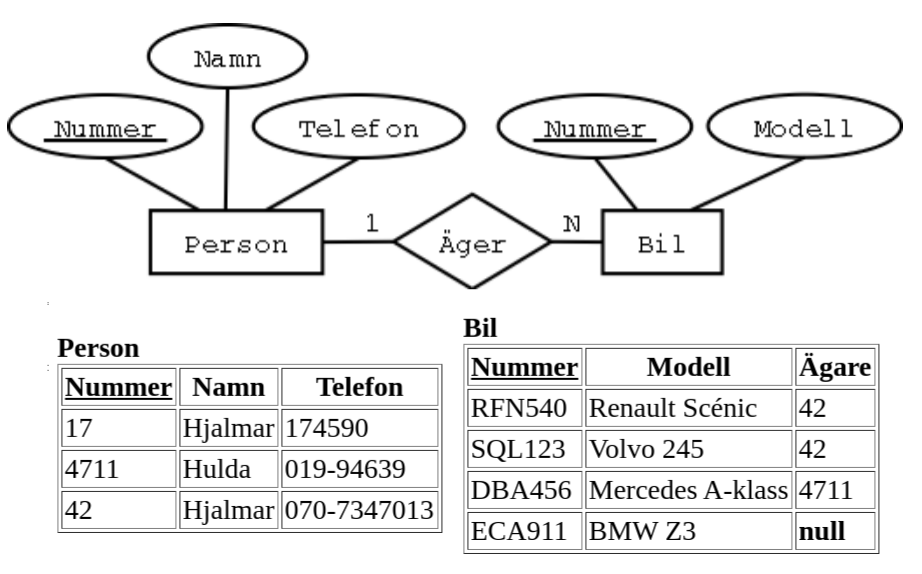 Namn
Nummer
Telefon
Nummer
Modell
Person
1
Äger
N
Bil
Person
Nummer Namn Telefon
17 Hjalmar 174590
4711 Hulda 019-94639
42 Hjalmar 070-7347013
Bil
Nummer Modell Ägare
RFN540 Renault Scénic 42
SQL123 Volvo 245 42
DBA456 Mercedes A-klass 4711
ECA911 BMW Z3 null